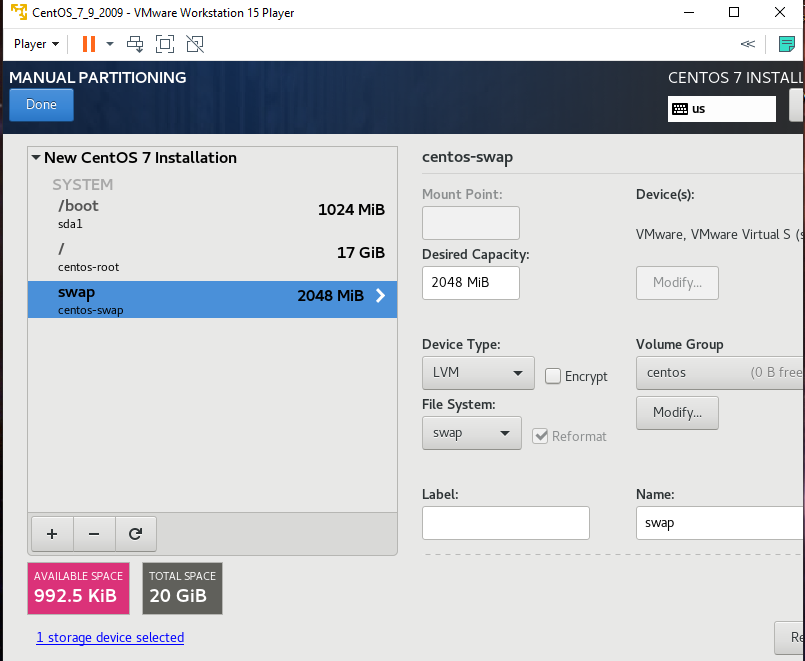 CentOS_7_9_2009 - VMware Workstation 15 Player
Player
MANUAL PARTITIONING
CENTOS 7 INSTALL
Done
us
New CentOS 7 Installation
SYSTEM
/boot
1024 MiB
sda1
/
17 GiB
centos-root
swap
2048 MiB
centos-swap
centos-swap
Mount Point:
Device(s):
VMware, VMware Virtual S (s
Desired Capacity:
2048 MiB
Modify...
Device Type:
Volume Group
LVM
Encrypt
centos
(0 B free
File System:
Modify...
swap
Reformat
Label:
Name:
swap
AVAILABLE SPACE
992.5 KiB
TOTAL SPACE
20 GiB
1 storage device selected
Re